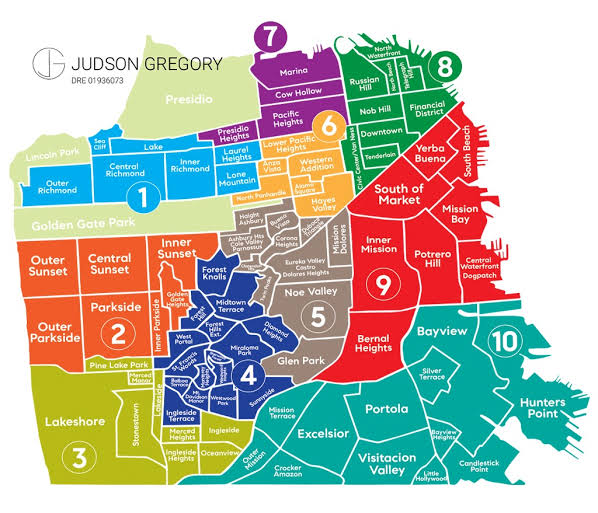 JUDSON GREGORY
DRE 01936073
7
8
6
1
9
5
2
10
4
3
Marina
Cow Hollow
Pacific
Heights
Presidio
Heights
Presidio
Lincoln Park
Golden Gate Park
North
Waterfront
Russian
Hill
North Beach
Telegraph
Hill
Nob Hill
Financial
District
Downtown
Tenderloin
Civic Center/Van Ness
Sea
Cliff
Lake
Outer
Richmond
Central
Richmond
Inner
Richmond
Laurel
Heights
Lone
Mountain
Lower Pacific
Heights
Anza
Vista
Western
Addition
Alamo
Square
North Panhandle
Hayes
Valley
Yerba
Buena
South Beach
South of
Market
Mission
Bay
Inner
Mission
Potrero
Hill
Central
Waterfront
Dogpatch
Bernal
Heights
Haight
Ashbury
Buena
Vista
Ashbury Hts
Cole Valley
Parnassus
Corona
Heights
Duboce
Triangle
Mission
Dolores
Eureka Valley
Castro
Dolores Heights
Noe Valley
Glen Park
Outer
Sunset
Central
Sunset
Inner
Sunset
Golden
Gate
Heights
Outer
Parkside
Parkside
Inner Parkside
Forest
Knolls
Midtown
Terrace
Forest
Hill
Forest
Hills
Ext.
West
Portal
St. Francis
Woods
Miraloma
Park
Diamond
Heights
Balboa
Terrace
Mt.
Davidson
Manor
Westwood
Park
Sunnyside
Ingleside
Terrace
Pine Lake Park
Merced
Manor
Lakeside
Lakeshore
Stonestown
Merced
Heights
Ingleside
Ingleside
Heights
Oceanview
Bayview
Silver
Terrace
Hunters
Point
Mission
Terrace
Portola
Excelsior
Outer
Mission
Crocker
Amazon
Visitacion
Valley
Bayview
Heights
Little
Hollywood
Candlestick
Point